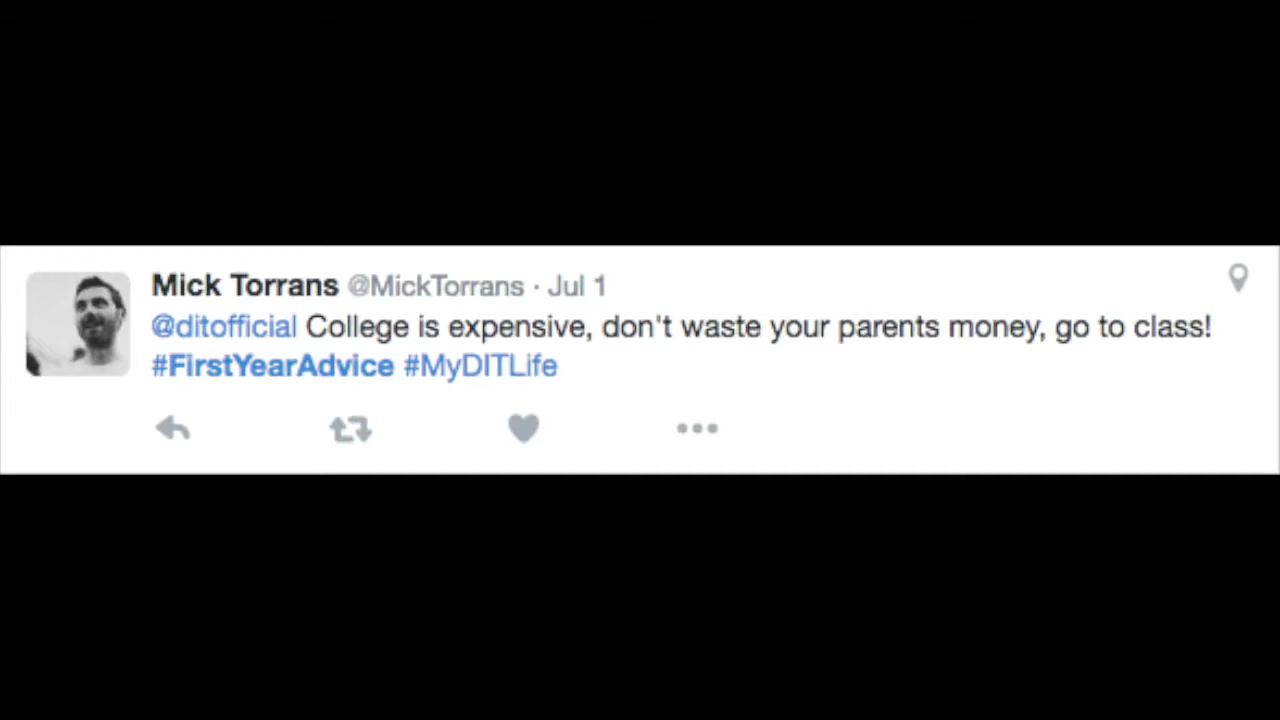 Mick Torrans @MickTorrans · Jul 1
@ditofficial College is expensive, don't waste your parents money, go to class!
#FirstYearAdvice #MyDITLife